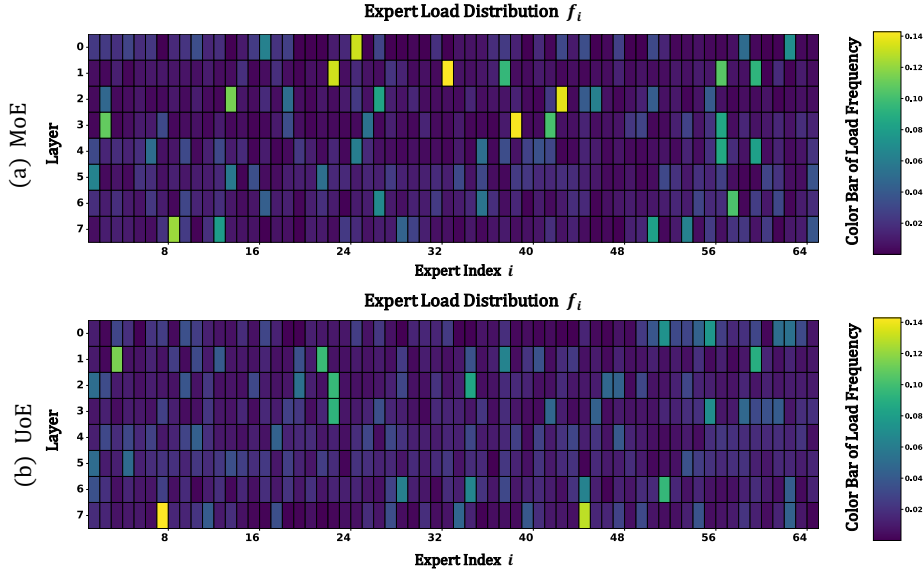 Expert Load Distribution f_i
(a) MoE
Layer
0
1
2
3
4
5
6
7
8 16 24 32 40 48 56 64
Expert Index i
Color Bar of Load Frequency
0.14
0.12
0.10
0.08
0.06
0.04
0.02
Expert Load Distribution f_i
(b) UoE
Layer
0
1
2
3
4
5
6
7
8 16 24 32 40 48 56 64
Expert Index i
Color Bar of Load Frequency
0.14
0.12
0.10
0.08
0.06
0.04
0.02